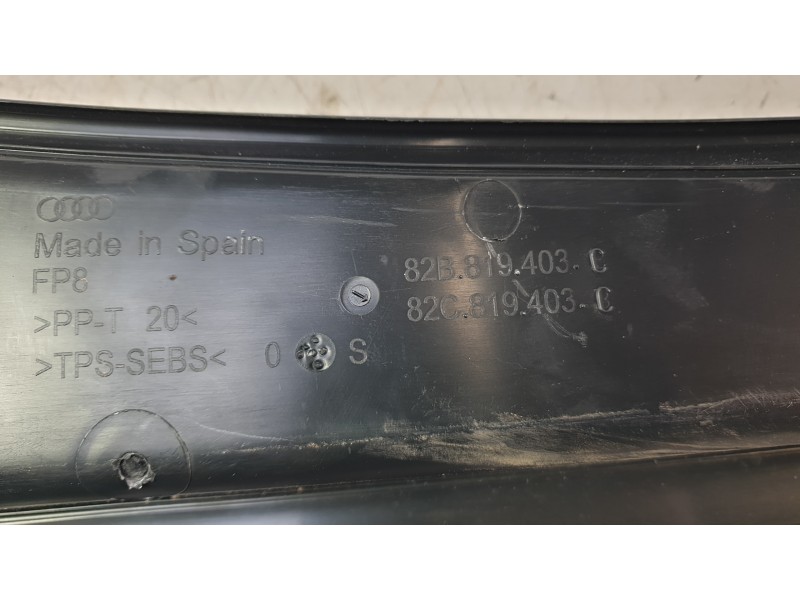 Made in Spain
FP8
>PP-T 20<
>TPS-SEBS< 0 S
82B.819.403- C
82C.819.403- C